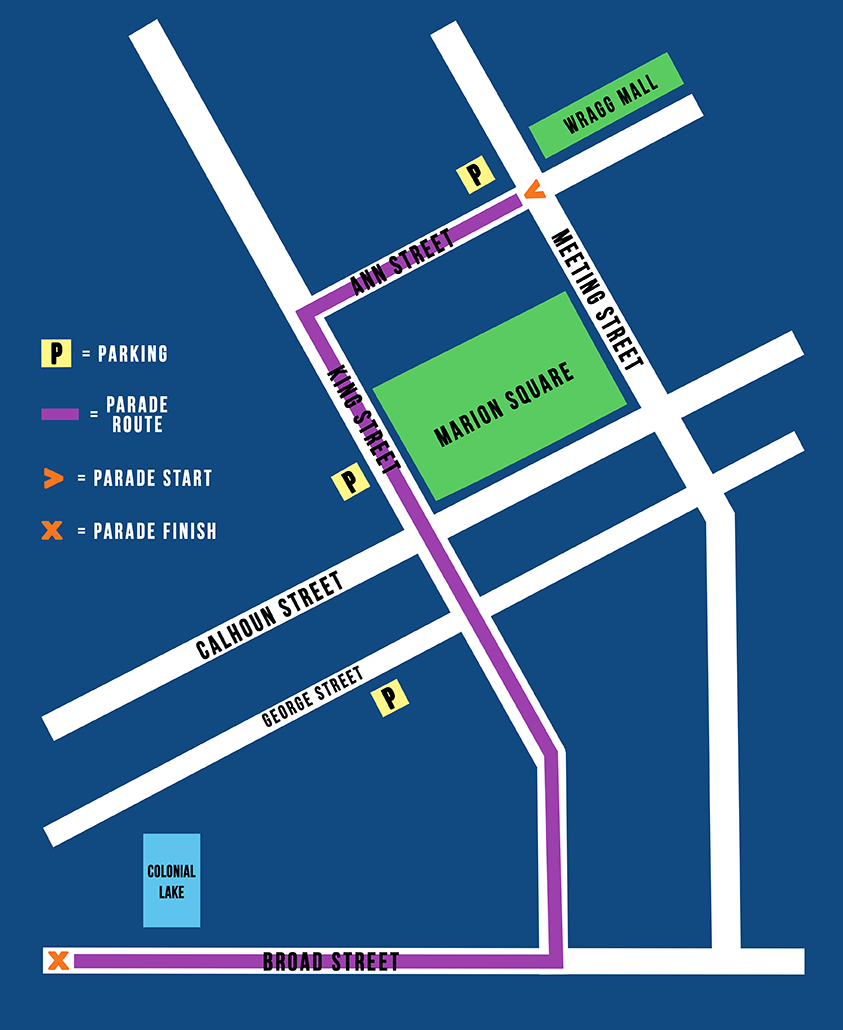 WRAGG MALL
P
ANN STREET
MEETING STREET
P = PARKING
KING STREET
MARION SQUARE
= PARADE
ROUTE
> = PARADE START
P
X = PARADE FINISH
CALHOUN STREET
GEORGE STREET
P
COLONIAL
LAKE
X
BROAD STREET